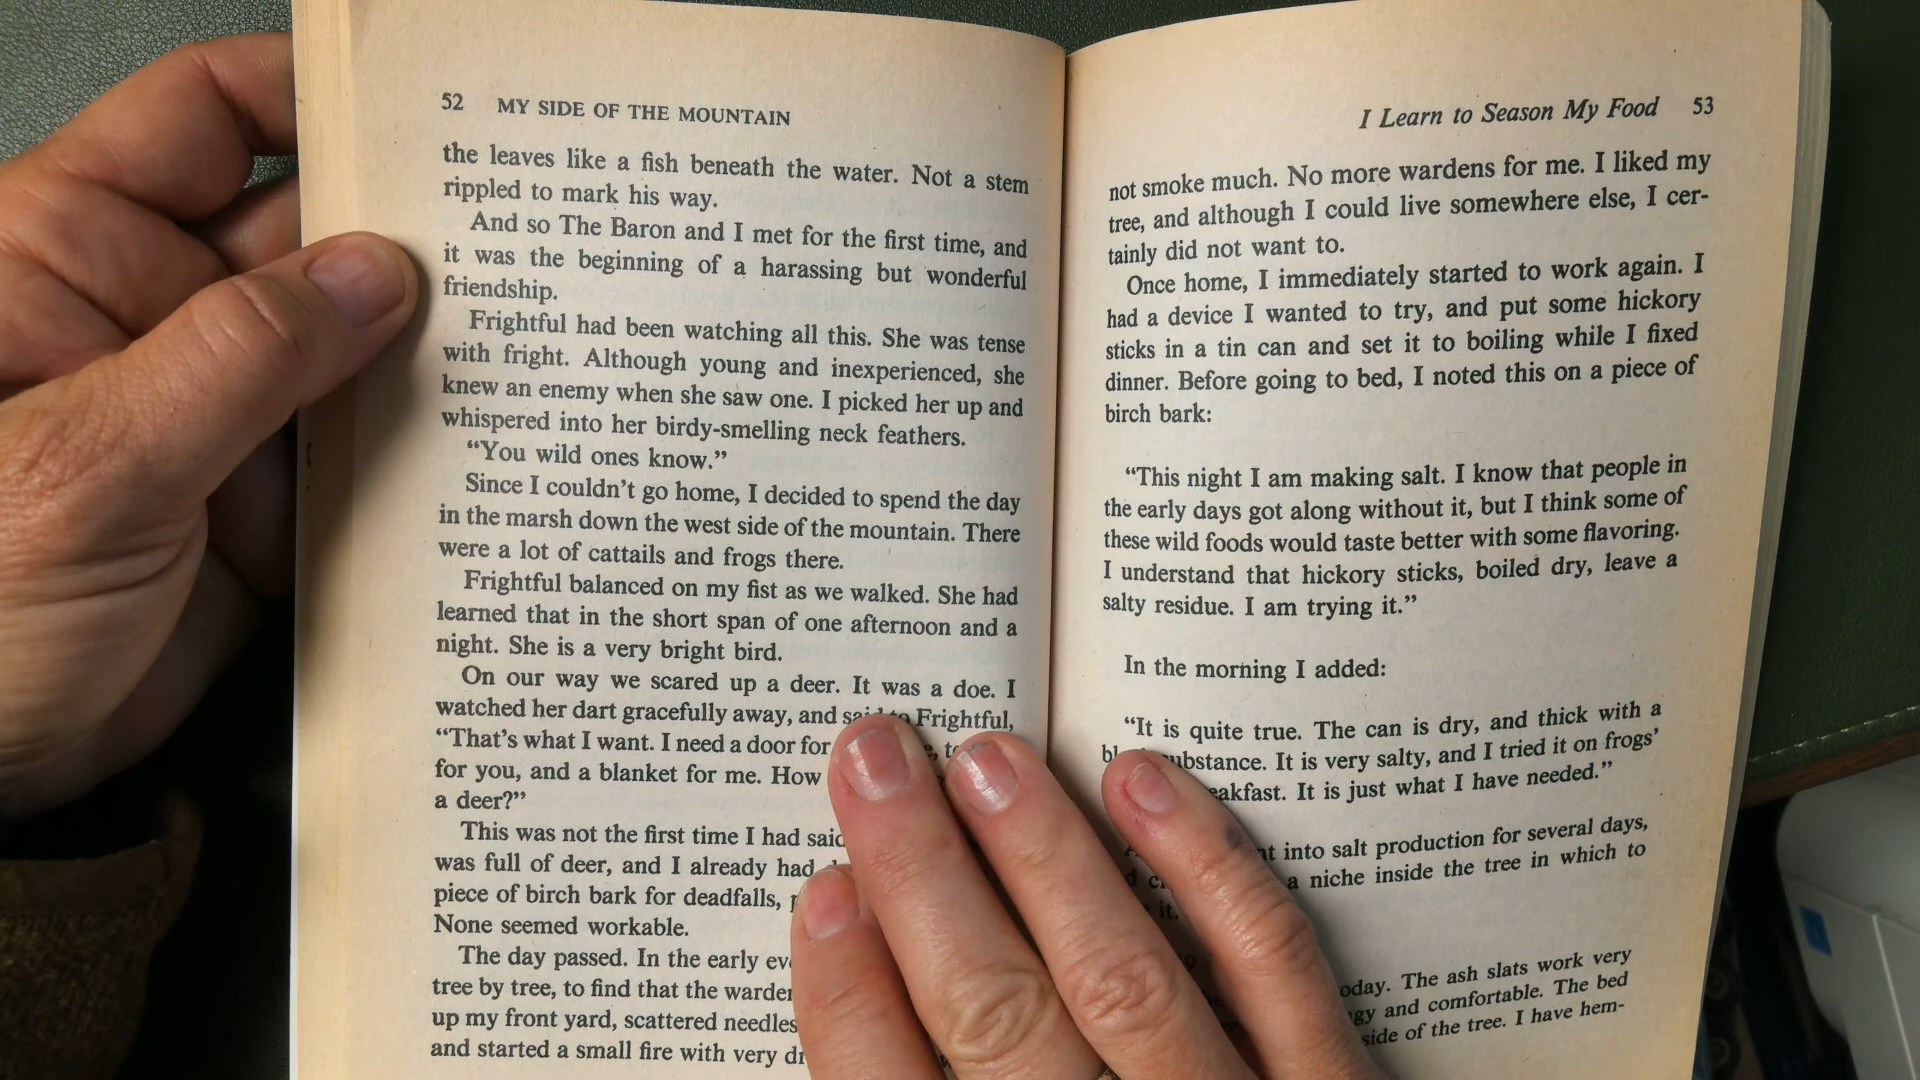 52 MY SIDE OF THE MOUNTAIN
the leaves like a fish beneath the water. Not a stem
rippled to mark his way.
And so The Baron and I met for the first time, and
it was the beginning of a harassing but wonderful
friendship.
Frightful had been watching all this. She was tense
with fright. Although young and inexperienced, she
knew an enemy when she saw one. I picked her up and
whispered into her birdy-smelling neck feathers.
“You wild ones know.”
Since I couldn’t go home, I decided to spend the day
in the marsh down the west side of the mountain. There
were a lot of cattails and frogs there.
Frightful balanced on my fist as we walked. She had
learned that in the short span of one afternoon and a
night. She is a very bright bird.
On our way we scared up a deer. It was a doe. I
watched her dart gracefully away, and said to Frightful,
“That’s what I want. I need a door for
for you, and a blanket for me. How
a deer?”
This was not the first time I had said
was full of deer, and I already had
piece of birch bark for deadfalls,
None seemed workable.
The day passed. In the early
tree by tree, to find that the
up my front yard, scattered needles
and started a small fire with very
I Learn to Season My Food 53
not smoke much. No more wardens for me. I liked my
tree, and although I could live somewhere else, I cer-
tainly did not want to.
Once home, I immediately started to work again. I
had a device I wanted to try, and put some hickory
sticks in a tin can and set it to boiling while I fixed
dinner. Before going to bed, I noted this on a piece of
birch bark:
“This night I am making salt. I know that people in
the early days got along without it, but I think some of
these wild foods would taste better with some flavoring.
I understand that hickory sticks, boiled dry, leave a
salty residue. I am trying it.”
In the morning I added:
“It is quite true. The can is dry, and thick with a
substance. It is very salty, and I tried it on frogs’
It is just what I have needed.”
into salt production for several days,
a niche inside the tree in which to
it.
The ash slats work very
and comfortable. The bed
side of the tree. I have hem-